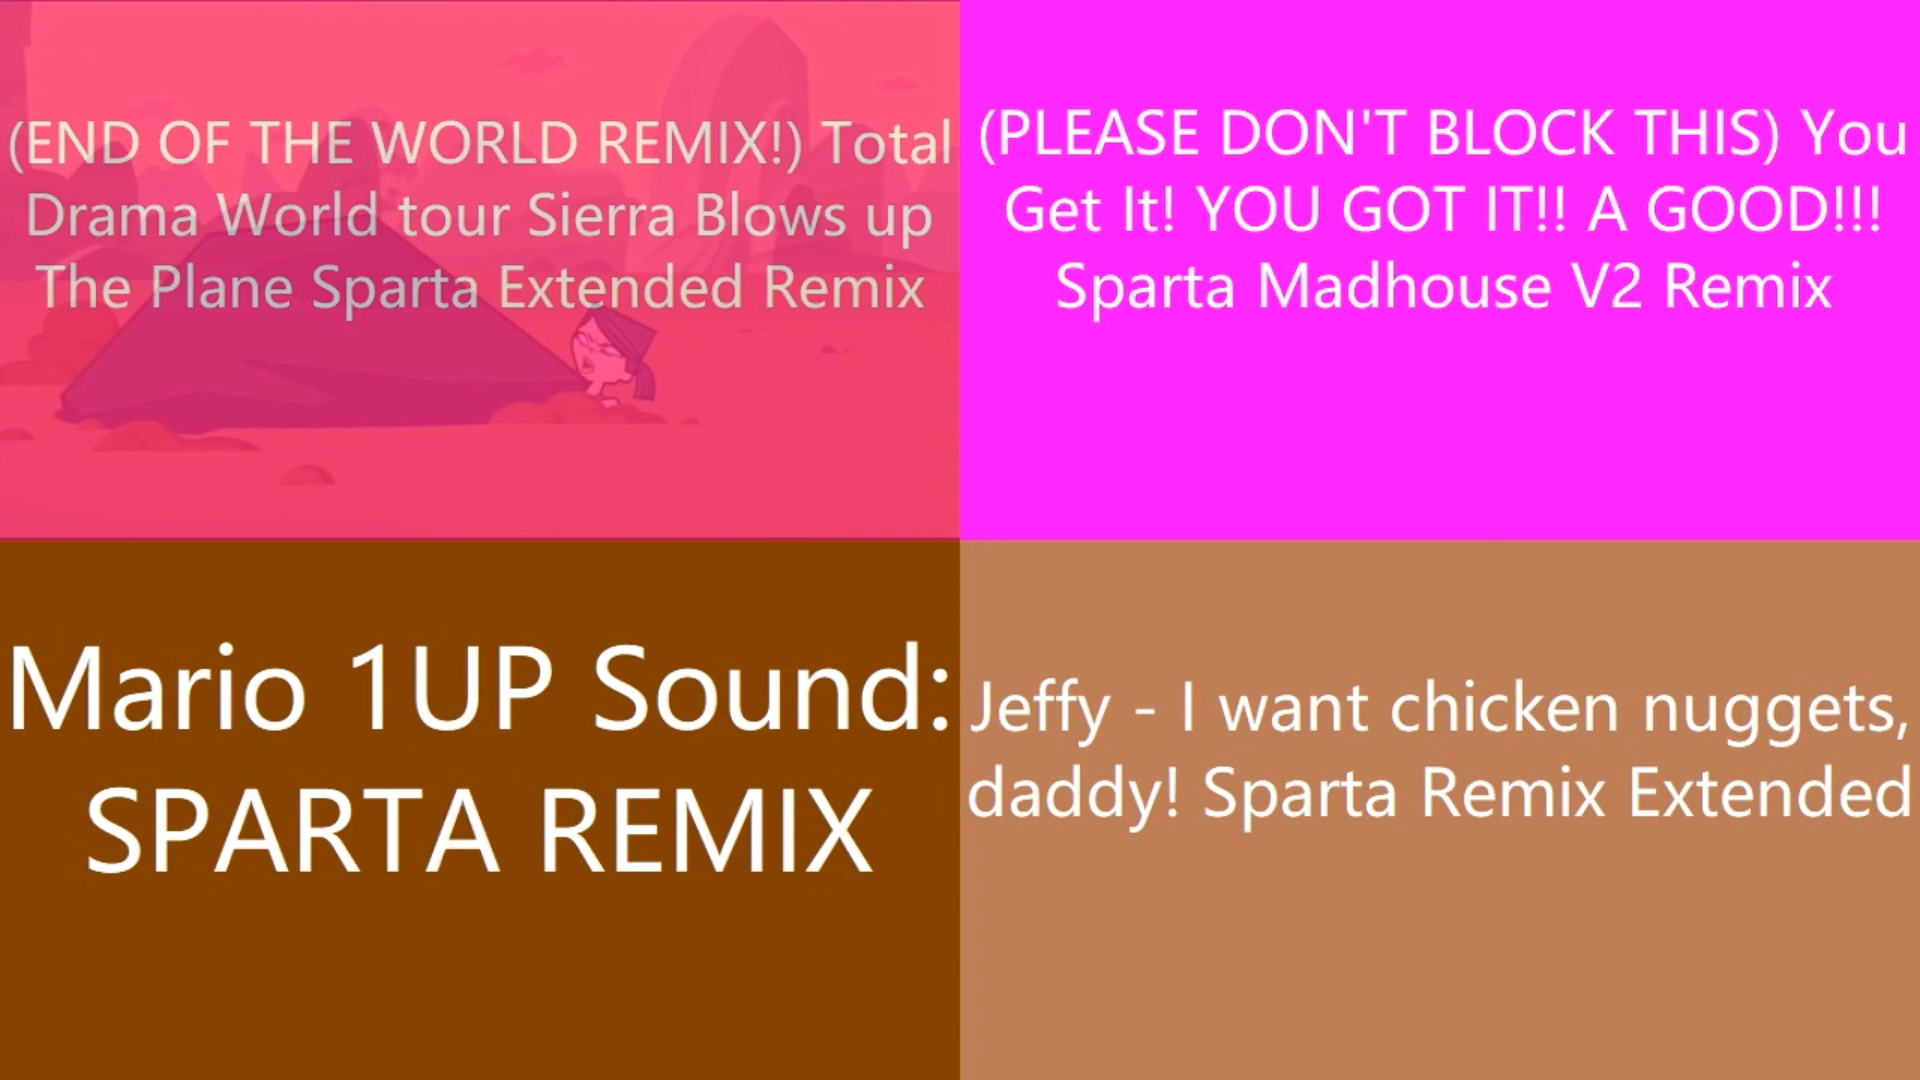 (END OF THE WORLD REMIX!) Total
Drama World tour Sierra Blows up
The Plane Sparta Extended Remix
(PLEASE DON'T BLOCK THIS) You
Get It! YOU GOT IT!! A GOOD!!!
Sparta Madhouse V2 Remix
Mario 1UP Sound:
SPARTA REMIX
Jeffy - I want chicken nuggets,
daddy! Sparta Remix Extended